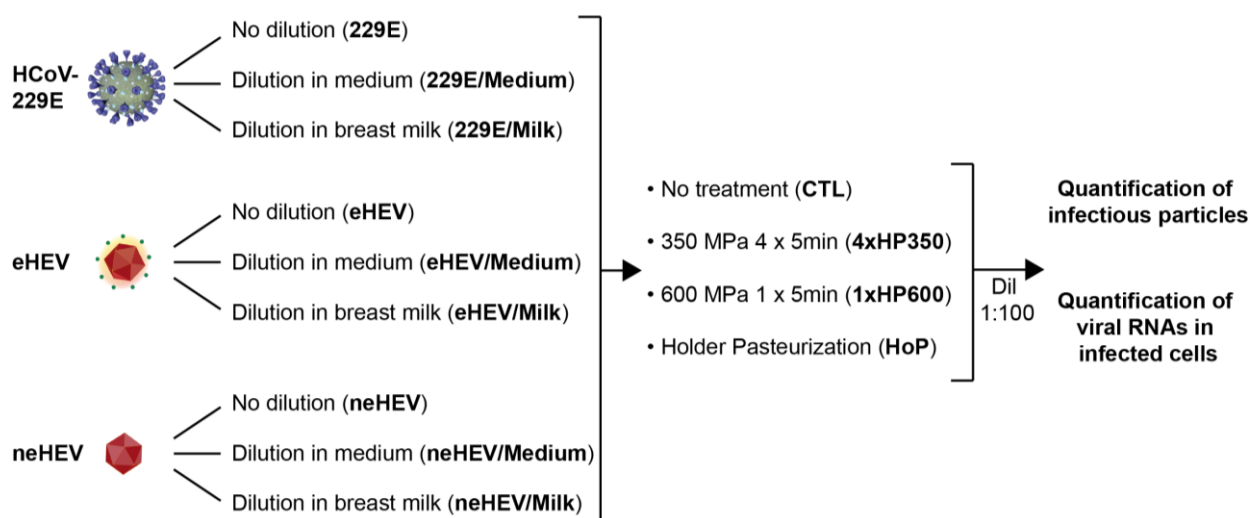 HCoV-
229E
No dilution (229E)
Dilution in medium (229E/Medium)
Dilution in breast milk (229E/Milk)
eHEV
No dilution (eHEV)
Dilution in medium (eHEV/Medium)
Dilution in breast milk (eHEV/Milk)
neHEV
No dilution (neHEV)
Dilution in medium (neHEV/Medium)
Dilution in breast milk (neHEV/Milk)
• No treatment (CTL)
• 350 MPa 4 x 5min (4xHP350)
• 600 MPa 1 x 5min (1xHP600)
• Holder Pasteurization (HoP)
Dil
1:100
Quantification of
infectious particles
Quantification of
viral RNAs in
infected cells